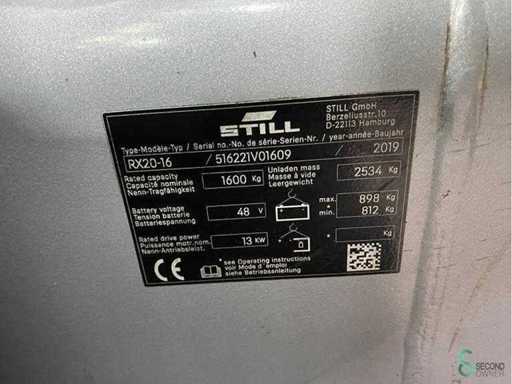 STILL
STILL GmbH
Berzeliusstr.10
D-22113 Hamburg
Type-Modèle-Typ / Serial no.-No. de série-Serien-Nr. / year-année-Baujahr
RX20-16 / 516221V01609 / 2019
Rated capacity
Capacité nominale
Nenn-Tragfähigkeit
1600 Kg
Unladen mass
Masse à vide
Leergewicht
2534 Kg
Battery voltage
Tension batterie
Batteriespannung
48 V
max. 898 Kg
* min. 812 Kg
Rated drive power
Puissance motr.nom.
Nenn-Antriebsleist.
13 KW
0
* Kg
CE
* see Operating instructions
voir Mode d'emploi
siehe Betriebsanleitung
SECOND
OWNER